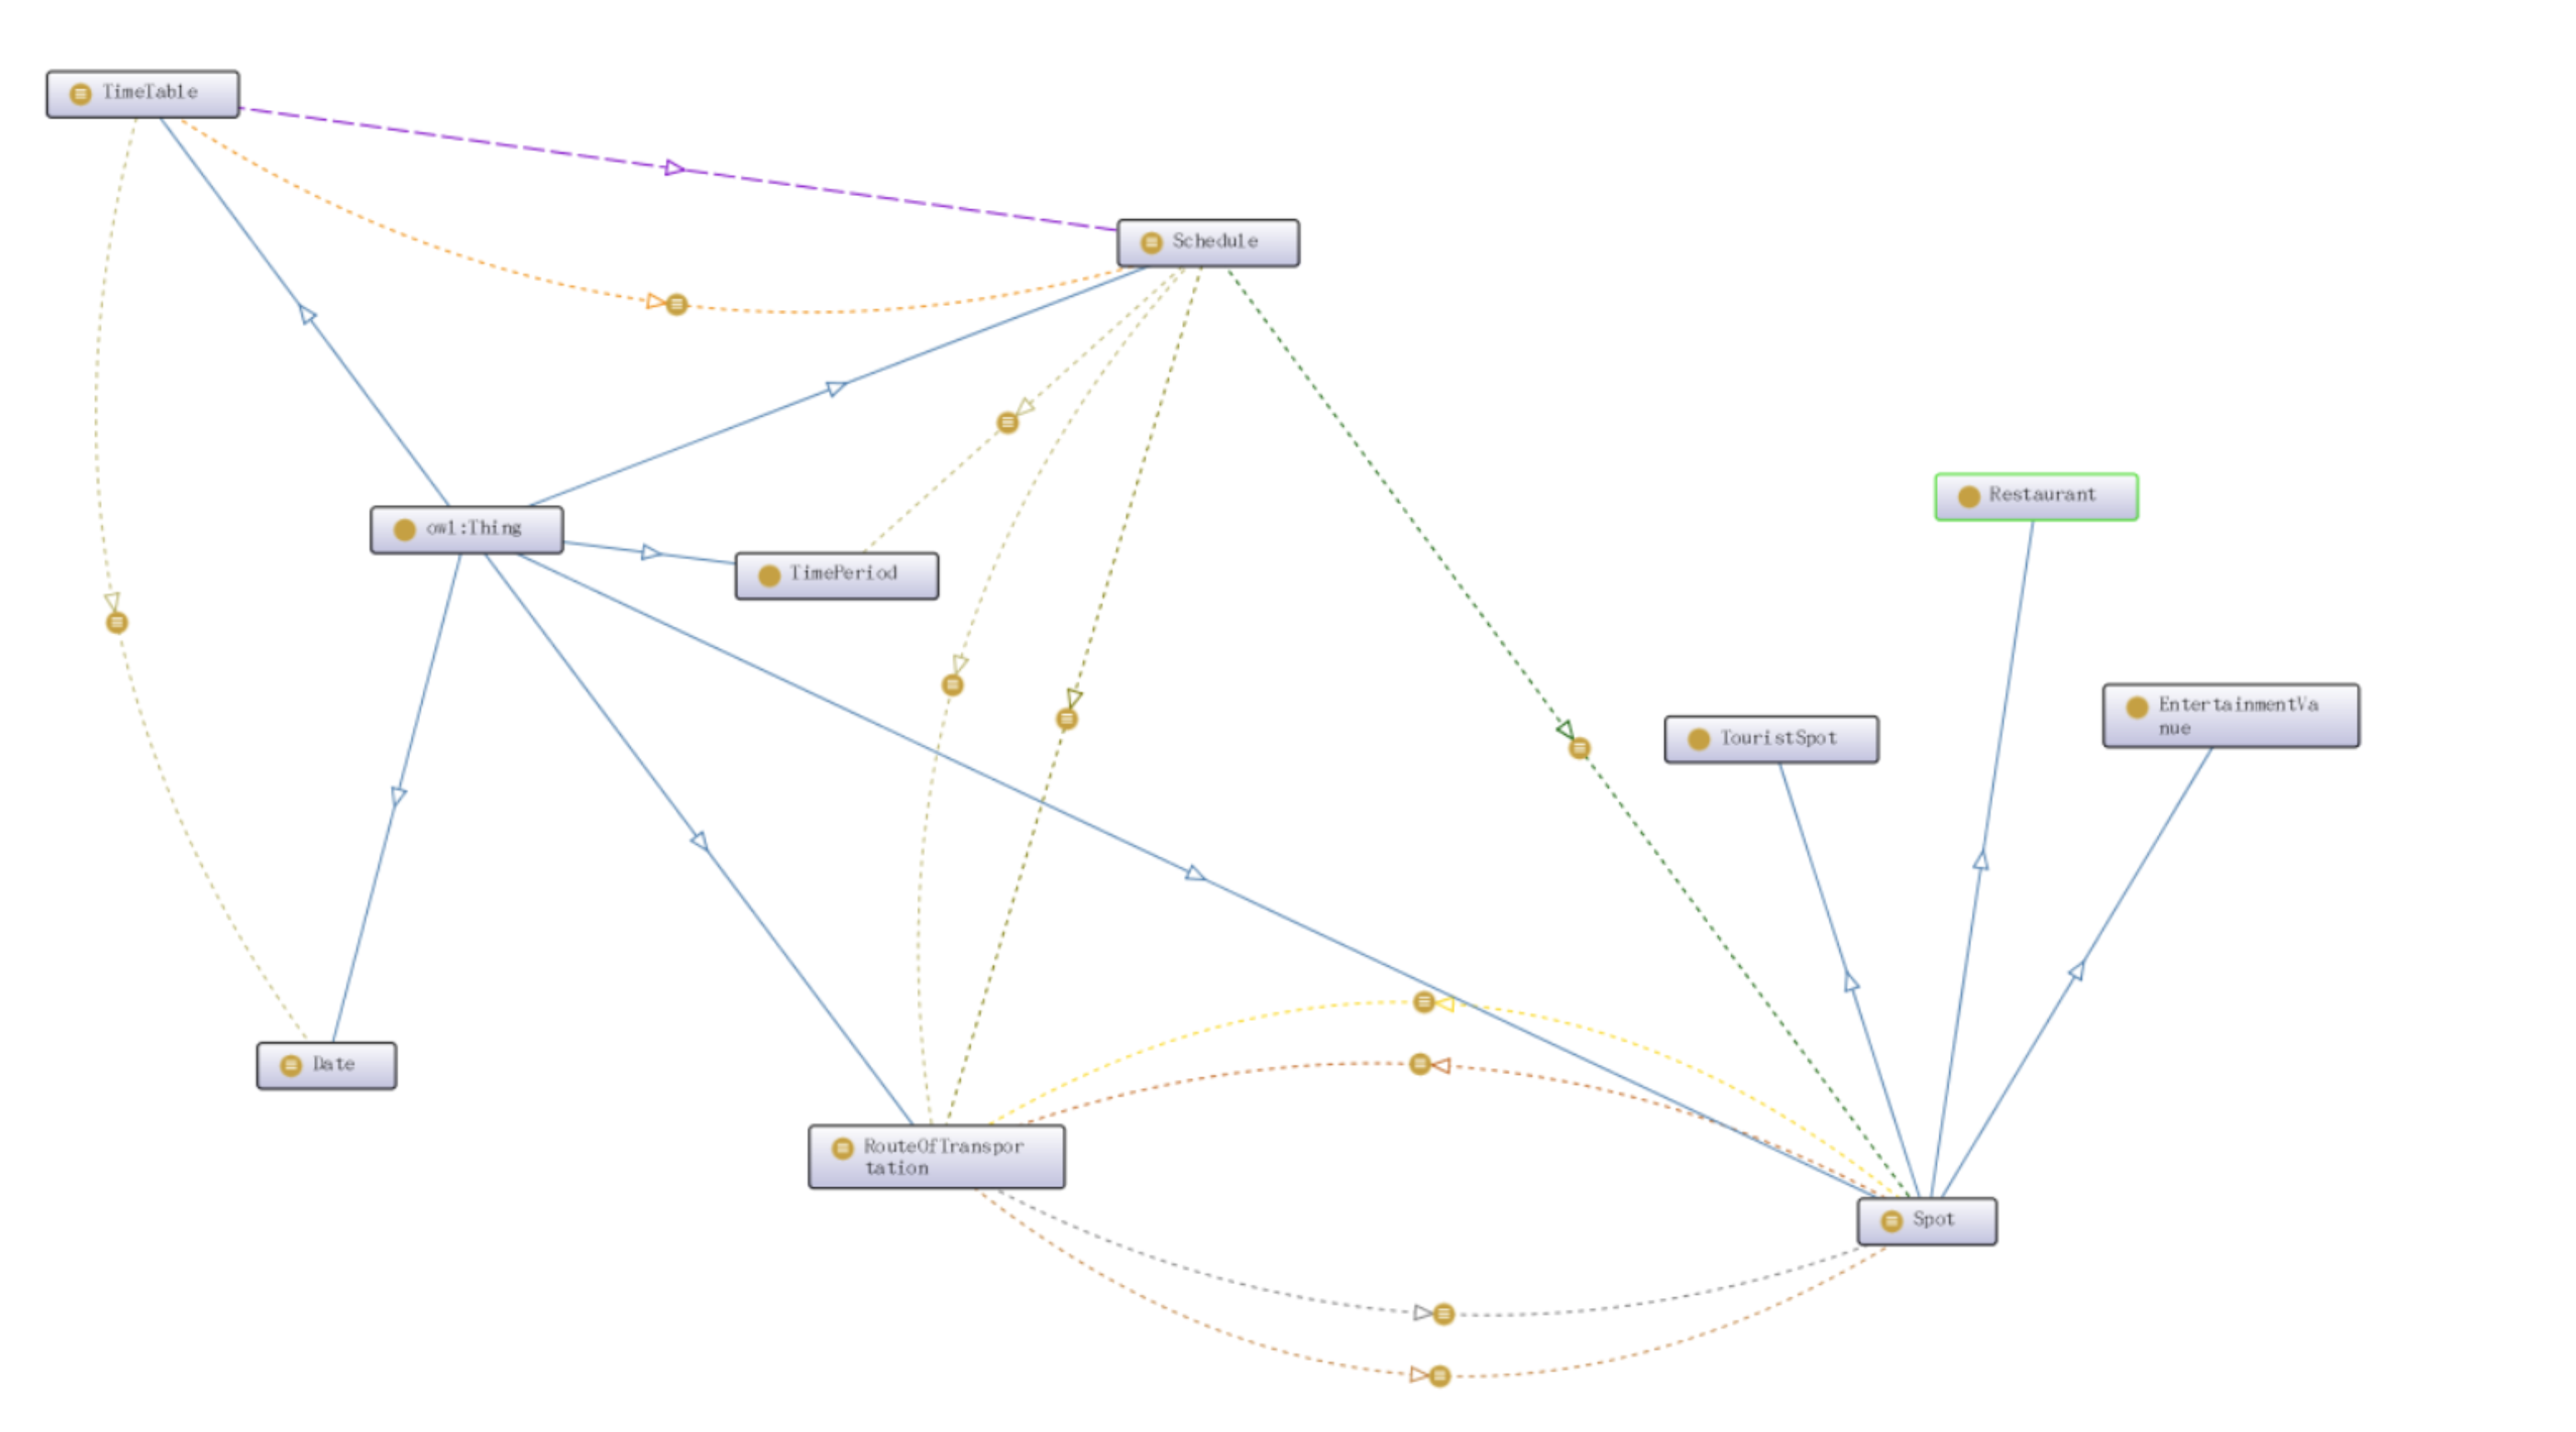 TimeTable
Schedule
Restaurant
owl:Thing
TimePeriod
EntertainmentVa
nue
TouristSpot
Date
RouteOfTranspor
tation
Spot